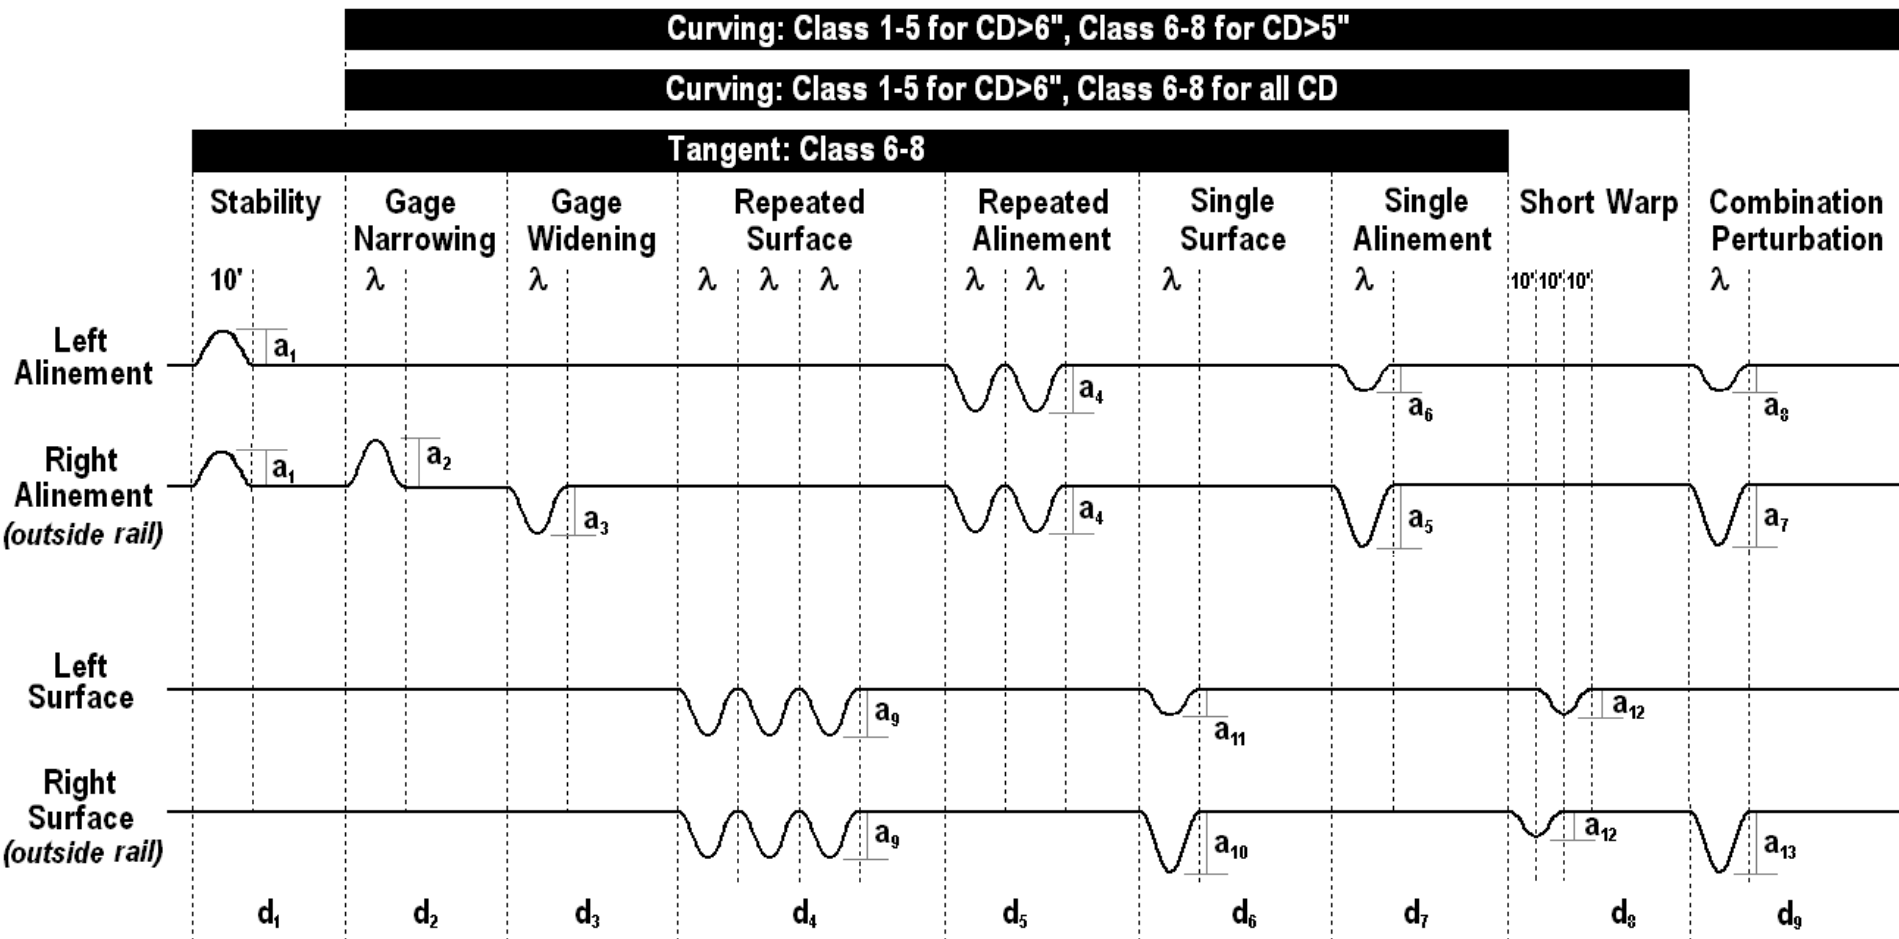 Curving: Class 1-5 for CD>6", Class 6-8 for CD>5"
Curving: Class 1-5 for CD>6", Class 6-8 for all CD
Tangent: Class 6-8
Stability
Gage
Narrowing
Gage
Widening
Repeated
Surface
Repeated
Alinement
Single
Surface
Single
Alinement
Short Warp
Combination
Perturbation
10' λ λ λ λ λ λ λ λ λ 10' 10' 10' λ
Left
Alinement
a₁ a₄ a₆ a₈
Right
Alinement
(outside rail)
a₁ a₂ a₃ a₄ a₅ a₇
Left
Surface
a₉ a₁₁ a₁₂
Right
Surface
(outside rail)
a₉ a₁₀ a₁₂ a₁₃
d₁ d₂ d₃ d₄ d₅ d₆ d₇ d₈ d₉